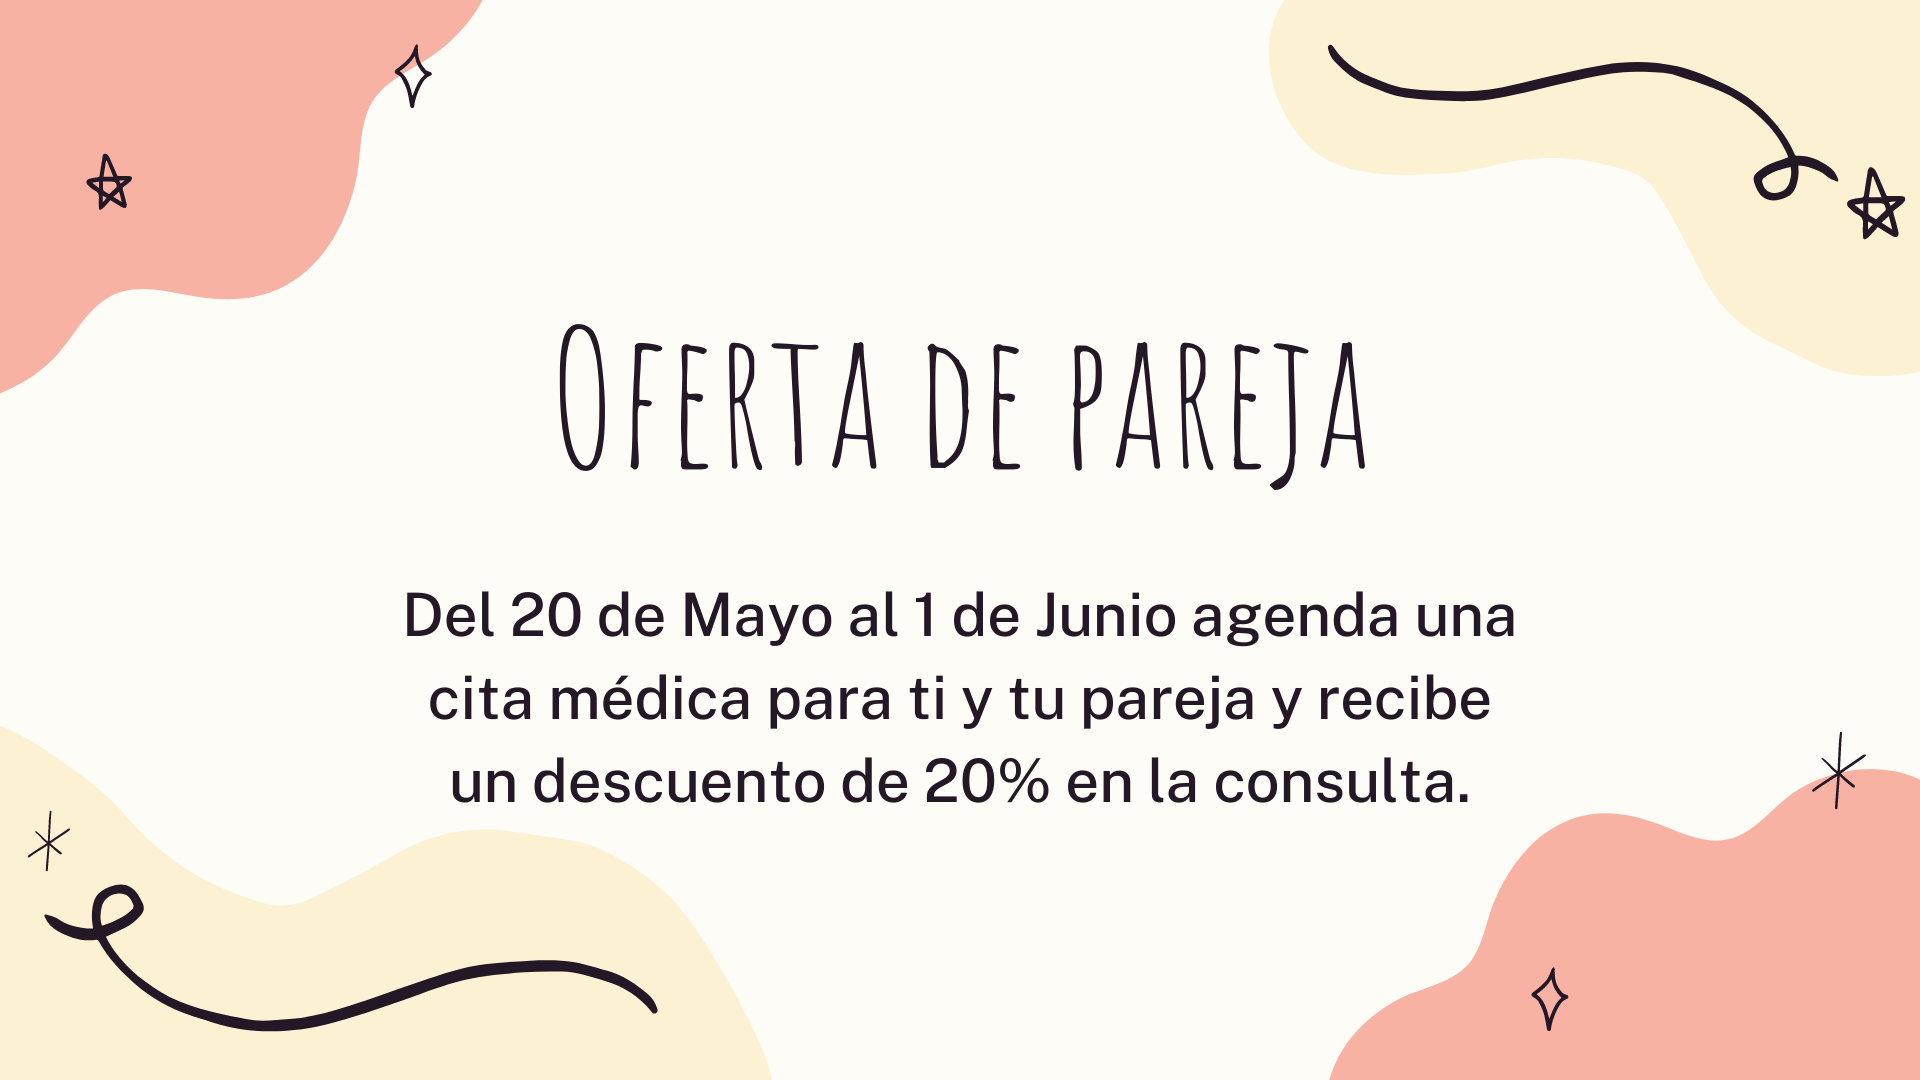 Oferta de pareja
Del 20 de Mayo al 1 de Junio agenda una
cita médica para ti y tu pareja y recibe
un descuento de 20% en la consulta.